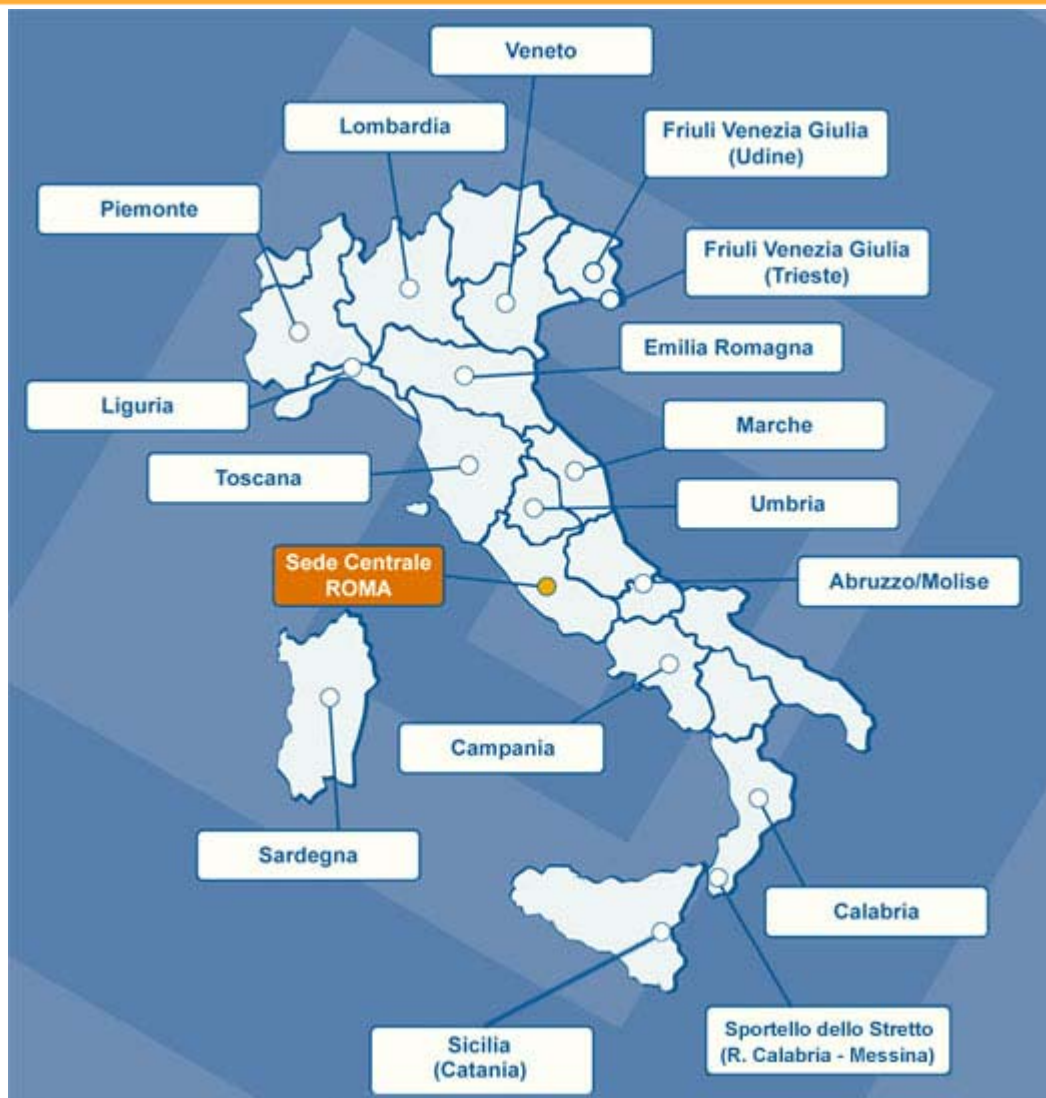 Veneto
Lombardia
Friuli Venezia Giulia
(Udine)
Piemonte
Friuli Venezia Giulia
(Trieste)
Emilia Romagna
Liguria
Marche
Toscana
Umbria
Sede Centrale
ROMA
Abruzzo/Molise
Campania
Sardegna
Calabria
Sportello dello Stretto
(R. Calabria - Messina)
Sicilia
(Catania)